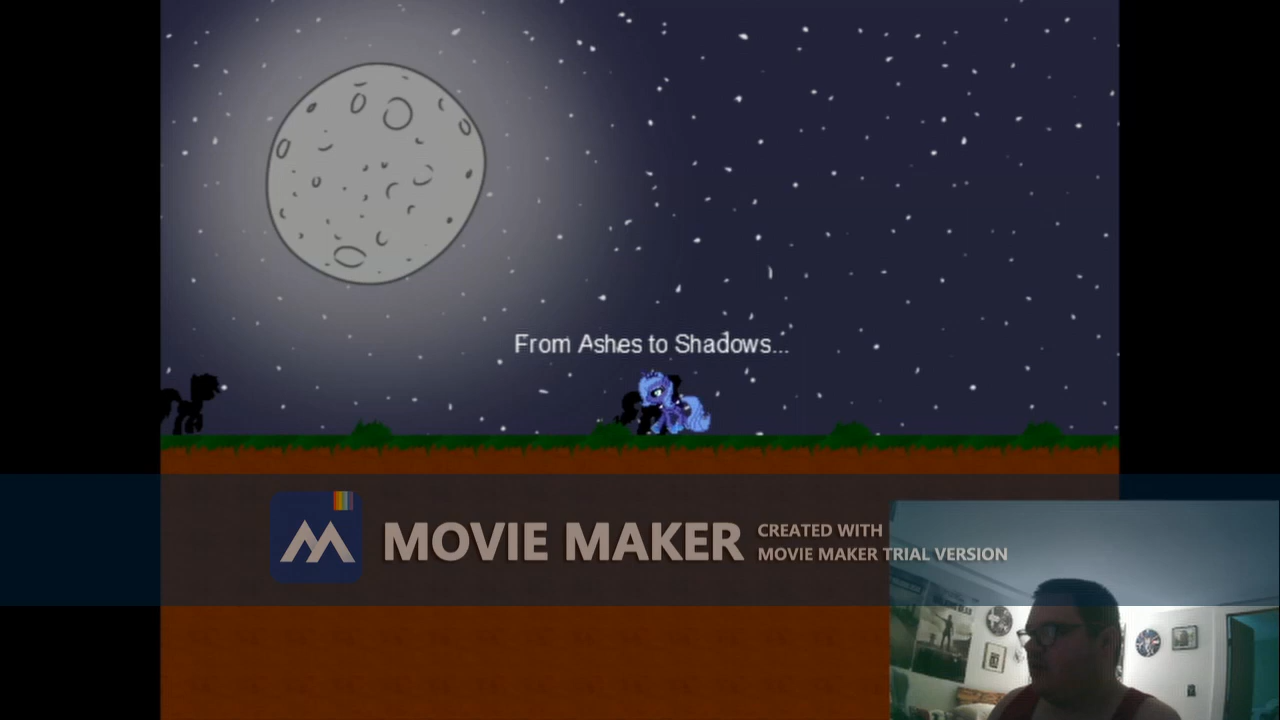 From Ashes to Shadows...
MOVIE MAKER
CREATED WITH
MOVIE MAKER TRIAL VERSION